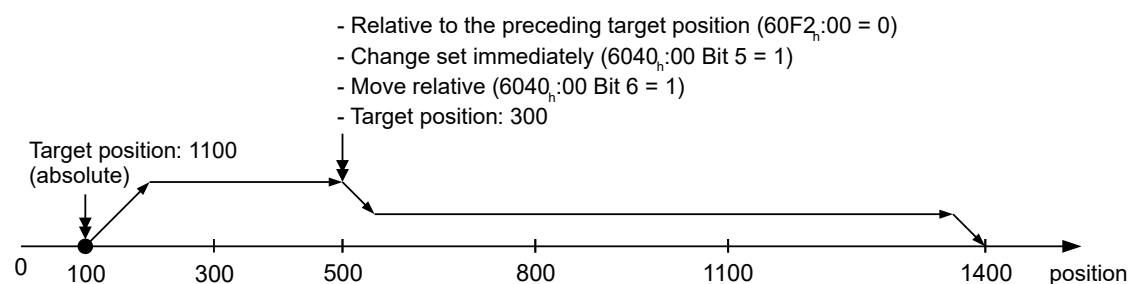 - Relative to the preceding target position (60F2h:00 = 0)
- Change set immediately (6040h:00 Bit 5 = 1)
- Move relative (6040h:00 Bit 6 = 1)
- Target position: 300
Target position: 1100
(absolute)
0 100 300 500 800 1100 1400 position